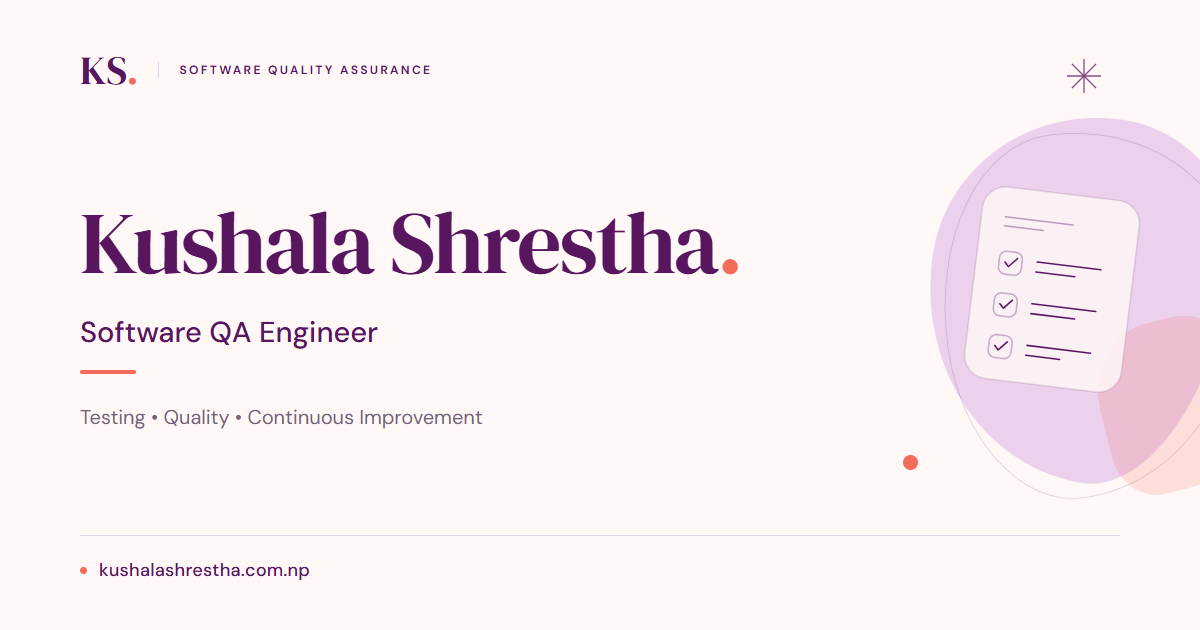 KS.
SOFTWARE QUALITY ASSURANCE
Kushala Shrestha.
Software QA Engineer
Testing • Quality • Continuous Improvement
kushalashrestha.com.np